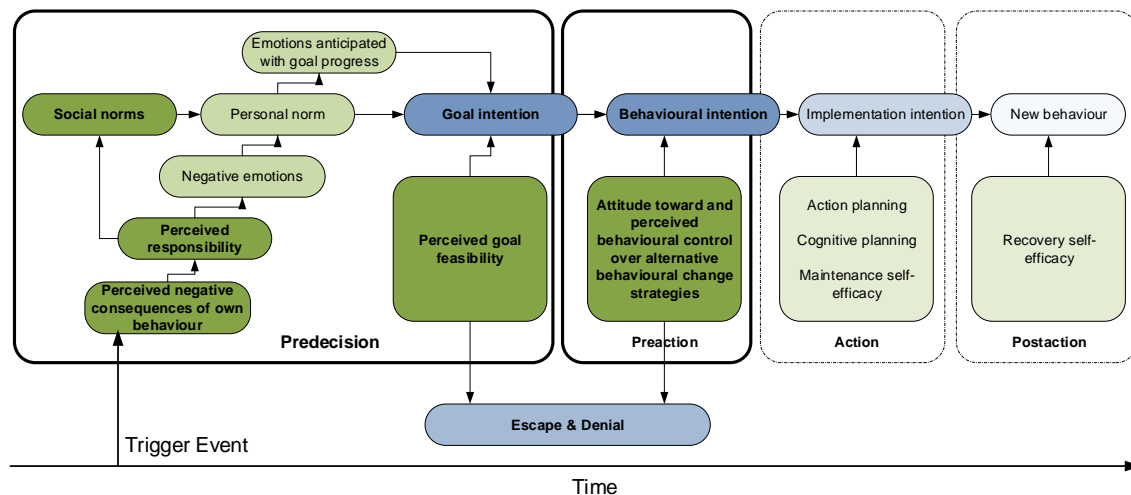 Emotions anticipated
with goal progress
Social norms
Personal norm
Goal intention
Behavioural intention
Implementation intention
New behaviour
Negative emotions
Perceived
responsibility
Perceived negative
consequences of own
behaviour
Perceived goal
feasibility
Attitude toward and
perceived
behavioural control
over alternative
behavioural change
strategies
Action planning
Cognitive planning
Maintenance self-
efficacy
Recovery self-
efficacy
Predecision
Preaction
Action
Postaction
Escape & Denial
Trigger Event
Time